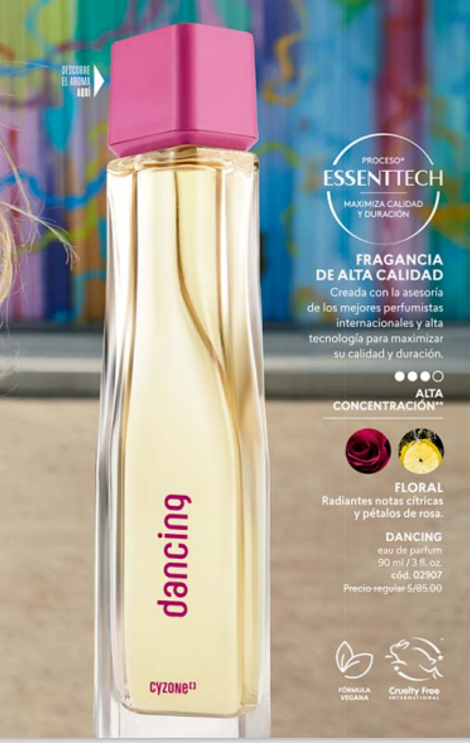 DESCUBRE
EL AROMA
AQUÍ
PROCESO*
ESSENTTECH
MAXIMIZA CALIDAD
Y DURACIÓN
FRAGANCIA
DE ALTA CALIDAD
Creada con la asesoría
de los mejores perfumistas
internacionales y alta
tecnología para maximizar
su calidad y duración.
ALTA
CONCENTRACIÓN**
FLORAL
Radiantes notas cítricas
y pétalos de rosa.
DANCING
eau de parfum
90 ml / 3 fl. oz.
cód. 02907
Precio regular S/85.00
dancing
CYZONE
FÓRMULA
VEGANA
Cruelty Free
INTERNATIONAL